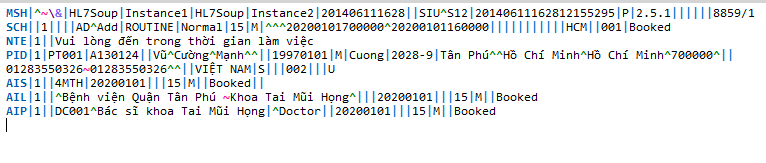 MSH|^~\&|HL7Soup|Instance1|HL7Soup|Instance2|201406111628||SIU^S12|20140611162812155295|P|2.5.1||||||8859/1
SCH||1||||AD^Add|ROUTINE|Normal|15|M|^^^20200101700000^20200101160000|||||||||||HCM||001|Booked
NTE|1||Vui lòng đến trong thời gian làm việc
PID|1|PT001|A130124||Vũ^Cường^Mạnh^^||19970101|M|Cuong|2028-9|Tân Phú^^Hồ Chí Minh^Hồ Chí Minh^700000^||
01283550326~01283550326^^||VIỆT NAM|S|||002|||U
AIS|1||4MTH|20200101|||15|M||Booked||
AIL|1||^Bệnh viện Quận Tân Phú ~Khoa Tai Mũi Họng^|||20200101|||15|M||Booked
AIP|1||DC001^Bác sĩ khoa Tai Mũi Họng|^Doctor||20200101|||15|M||Booked